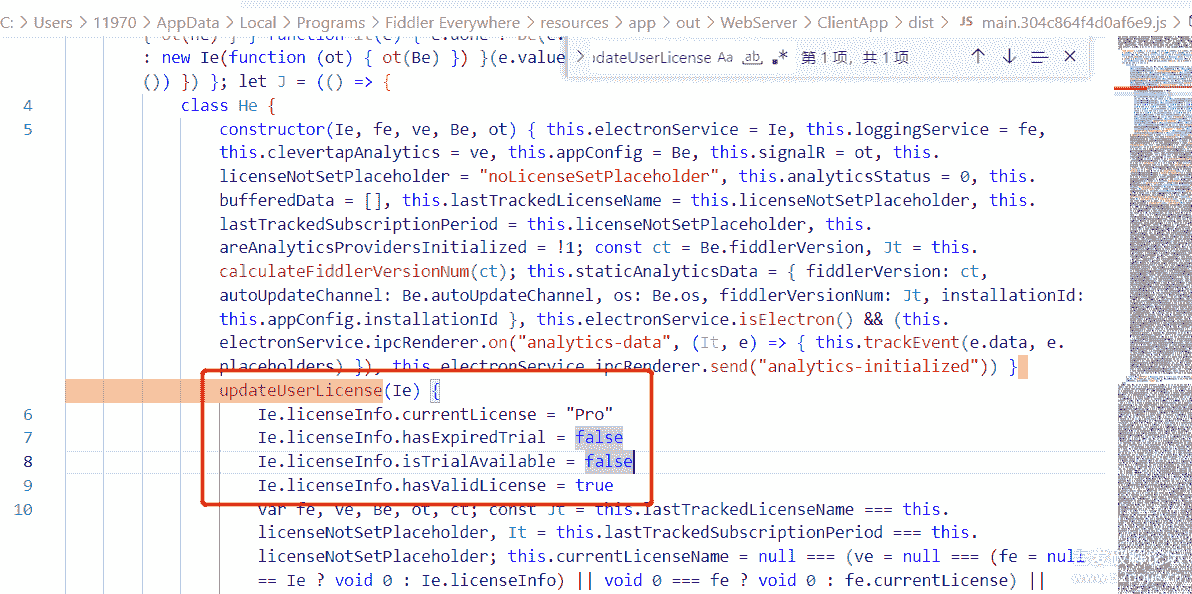 C: > Users > 11970 > AppData > Local > Programs > Fiddler Everywhere > resources > app > out > WebServer > ClientApp > dist > JS main.304c864f4d0af6e9.js >
: new Ie(function (ot) { ot(Be) }) }(e.value
> updateUserLicense Aa ab .* 第 1 项, 共 1 项
()) }) }; let J = (() => {
4 class He {
5 constructor(Ie, fe, ve, Be, ot) { this.electronService = Ie, this.loggingService = fe,
this.clevertapAnalytics = ve, this.appConfig = Be, this.signalR = ot, this.
licenseNotSetPlaceholder = "noLicenseSetPlaceholder", this.analyticsStatus = 0, this.
bufferedData = [], this.lastTrackedLicenseName = this.licenseNotSetPlaceholder, this.
lastTrackedSubscriptionPeriod = this.licenseNotSetPlaceholder, this.
areAnalyticsProvidersInitialized = !1; const ct = Be.fiddlerVersion, Jt = this.
calculateFiddlerVersionNum(ct); this.staticAnalyticsData = { fiddlerVersion: ct,
autoUpdateChannel: Be.autoUpdateChannel, os: Be.os, fiddlerVersionNum: Jt, installationId:
this.appConfig.installationId }, this.electronService.isElectron() && (this.
electronService.ipcRenderer.on("analytics-data", (It, e) => { this.trackEvent(e.data, e.
placeholders) }), this.electronService.ipcRenderer.send("analytics-initialized")) }
updateUserLicense(Ie) {
6 Ie.licenseInfo.currentLicense = "Pro"
7 Ie.licenseInfo.hasExpiredTrial = false
8 Ie.licenseInfo.isTrialAvailable = false
9 Ie.licenseInfo.hasValidLicense = true
10 var fe, ve, Be, ot, ct; const Jt = this.lastTrackedLicenseName === this.
licenseNotSetPlaceholder, It = this.lastTrackedSubscriptionPeriod === this.
licenseNotSetPlaceholder; this.currentLicenseName = null === (ve = null === (fe = null
== Ie ? void 0 : Ie.licenseInfo) || void 0 === fe ? void 0 : fe.currentLicense) ||